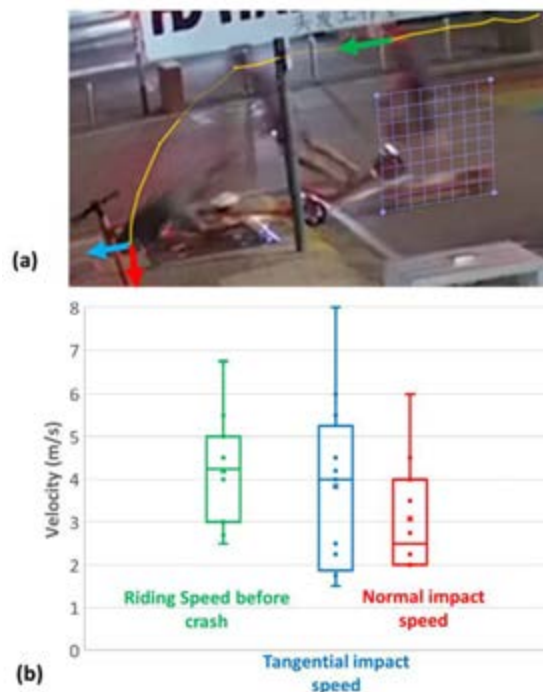 (a)
8
7
6
5
4
3
2
1
0
Velocity (m/s)
Riding Speed before
crash
Normal impact
speed
Tangential impact
speed
(b)